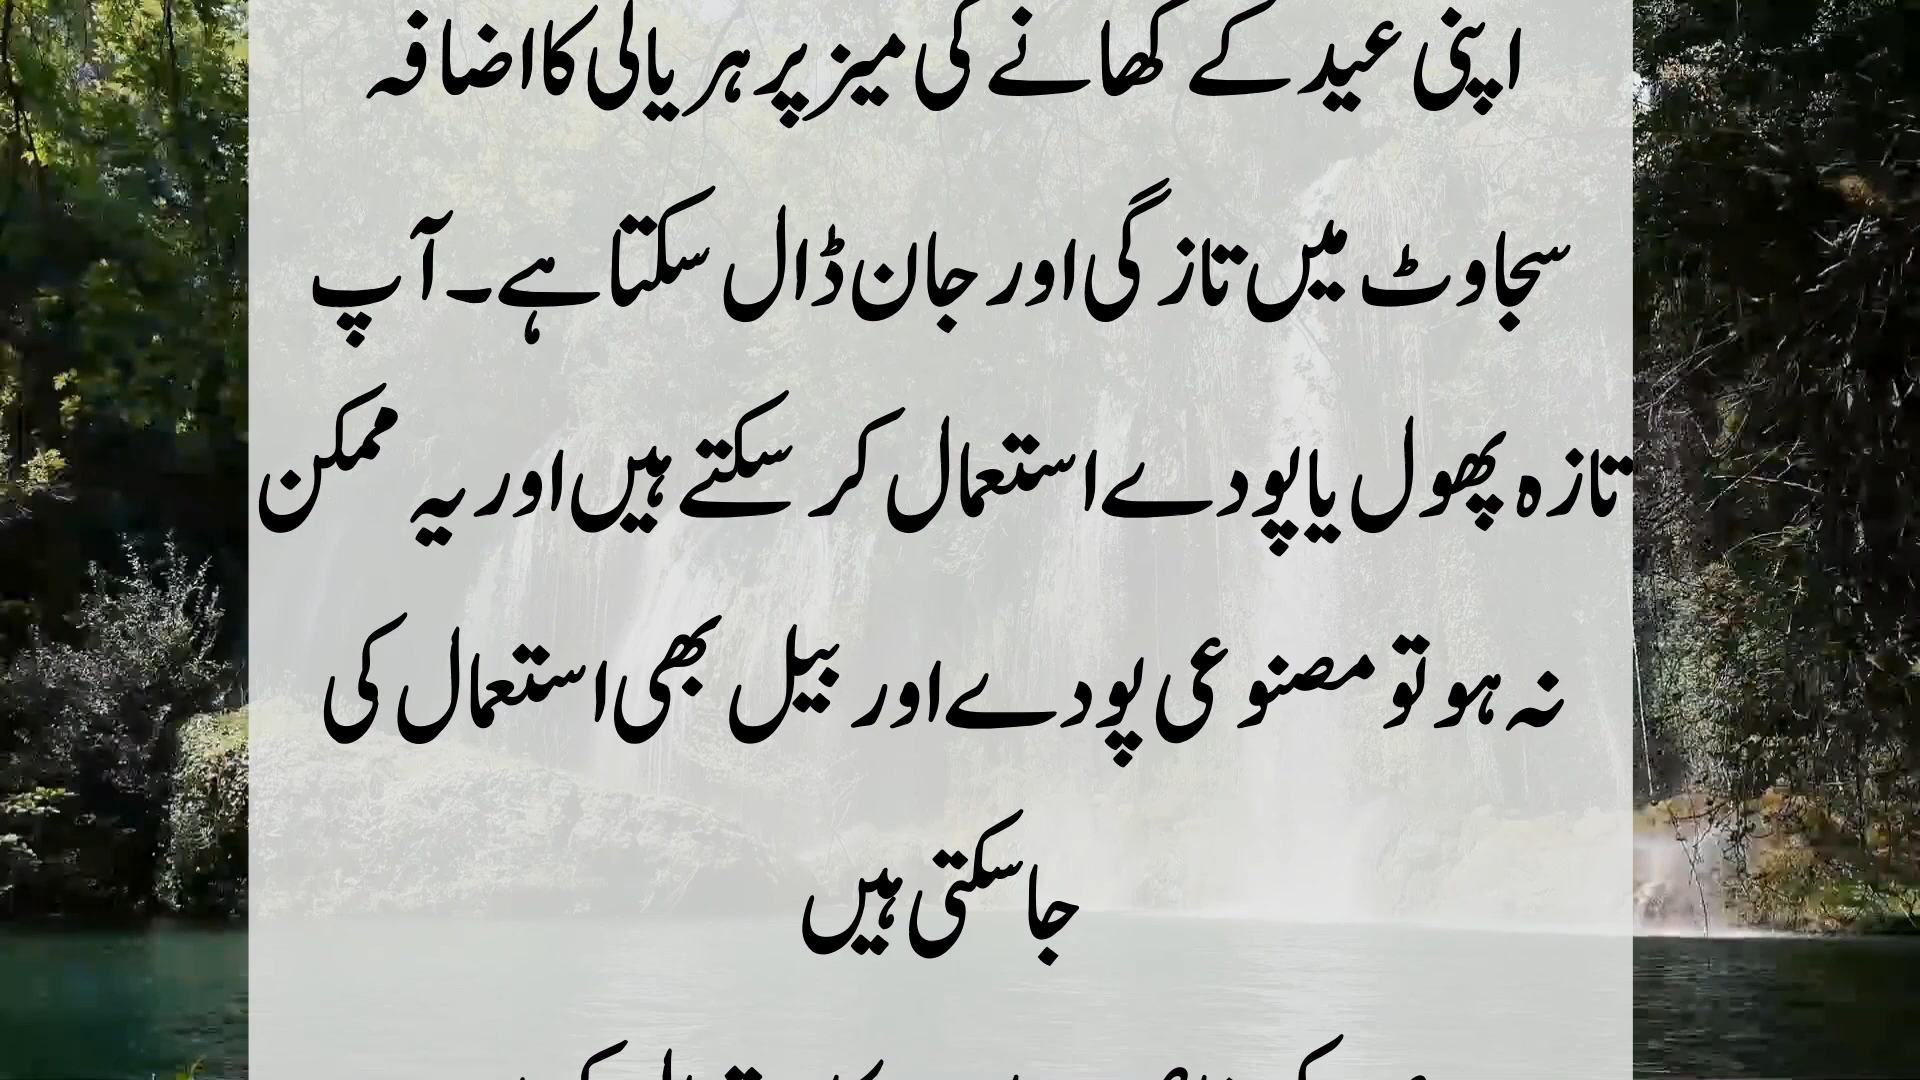 اپنی عید کے کھانے کی میز پر ہریالی کا اضافہ
سجاوٹ میں تازگی اور جان ڈال سکتا ہے۔ آپ
تازہ پھول یا پودے استعمال کر سکتے ہیں اور یہ ممکن
نہ ہو تو مصنوعی پودے اور بیل بھی استعمال کی
جا سکتی ہیں